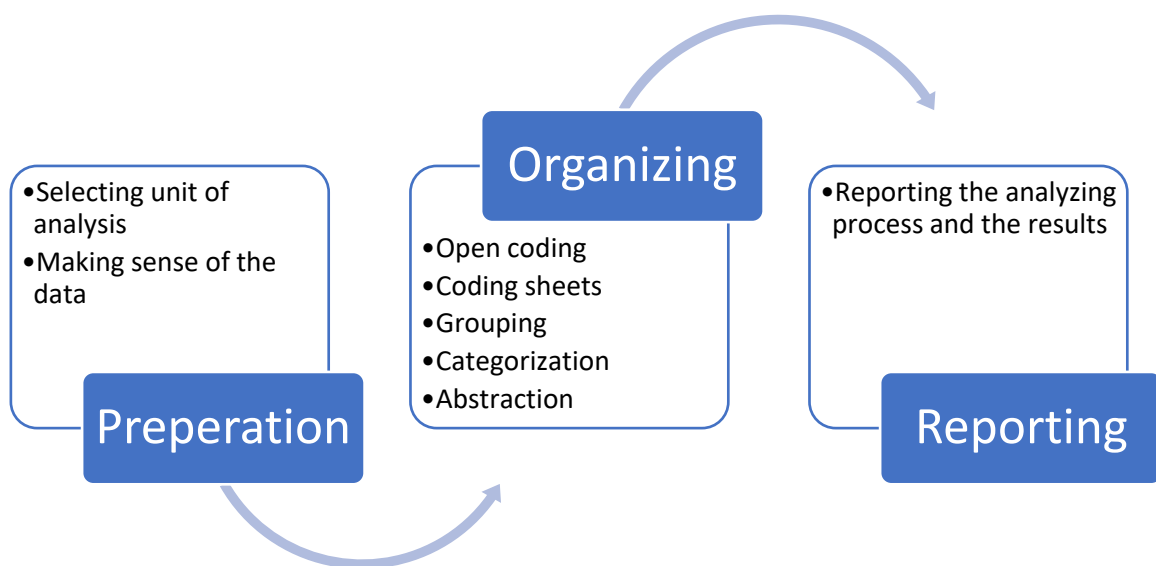 •Selecting unit of
analysis
•Making sense of the
data
Preperation
Organizing
•Open coding
•Coding sheets
•Grouping
•Categorization
•Abstraction
•Reporting the analyzing
process and the results
Reporting